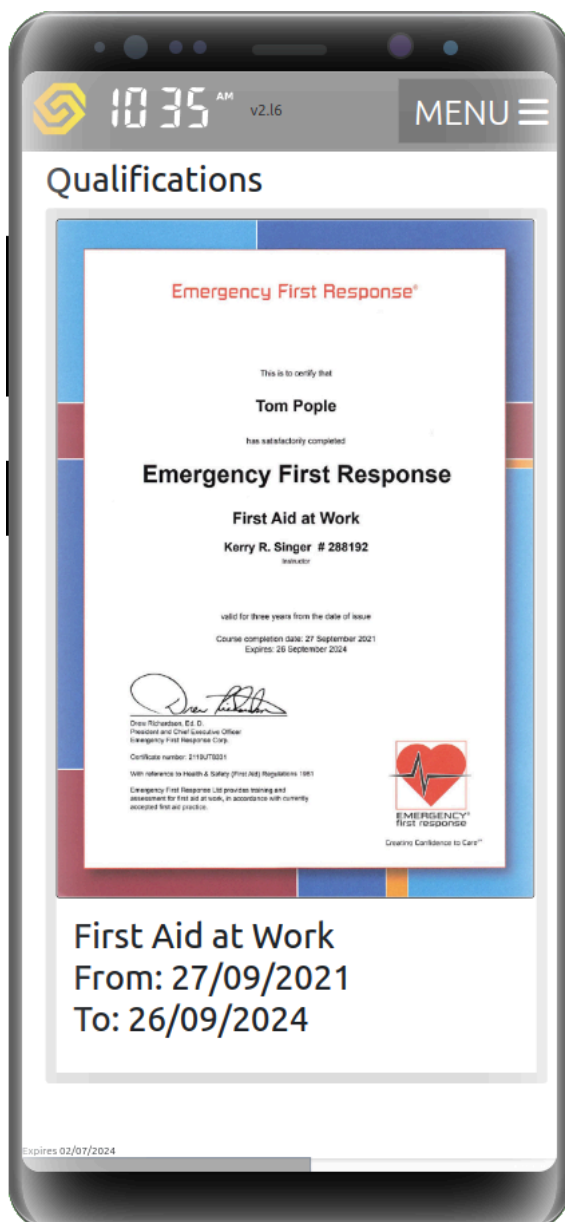 10 35 AM
v2.l6
MENU
Qualifications
Emergency First Response®
This is to certify that
Tom Pople
has satisfactorily completed
Emergency First Response
First Aid at Work
Kerry R. Singer # 288192
Instructor
valid for three years from the date of issue
Course completion date: 27 September 2021
Expires: 26 September 2024
Drew Richardson, Ed. D.
President and Chief Executive Officer
Emergency First Response Corp.
Certificate number:
With reference to Health & Safety (First Aid) Regulations 1981
Emergency First Response Ltd provides training and
assessment for first aid at work, in accordance with currently
accepted first aid practice.
EMERGENCY®
first response
Creating Confidence to Care™
First Aid at Work
From: 27/09/2021
To: 26/09/2024
Expires 02/07/2024